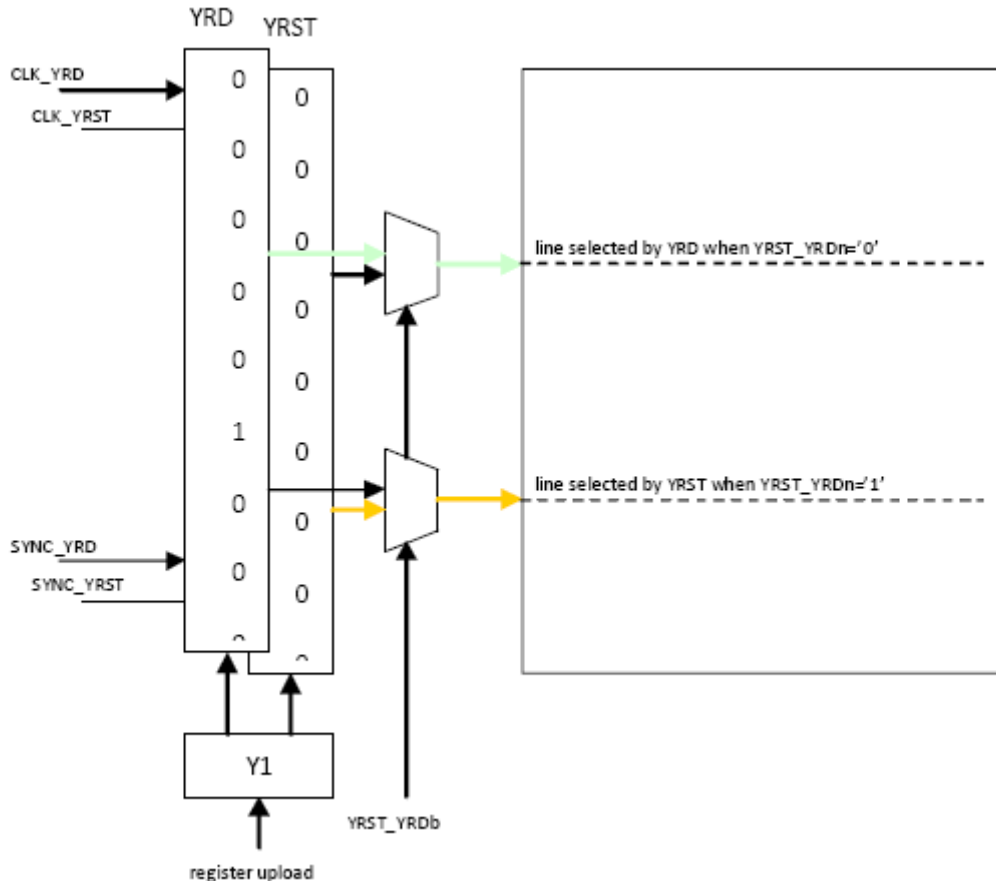 YRD
YRST
CLK_YRD
CLK_YRST
0
0
0
0
0
1
0
0
0
0
0
0
0
0
0
0
line selected by YRD when YRST_YRDn='0'
line selected by YRST when YRST_YRDn='1'
SYNC_YRD
SYNC_YRST
Y1
YRST_YRDb
register upload